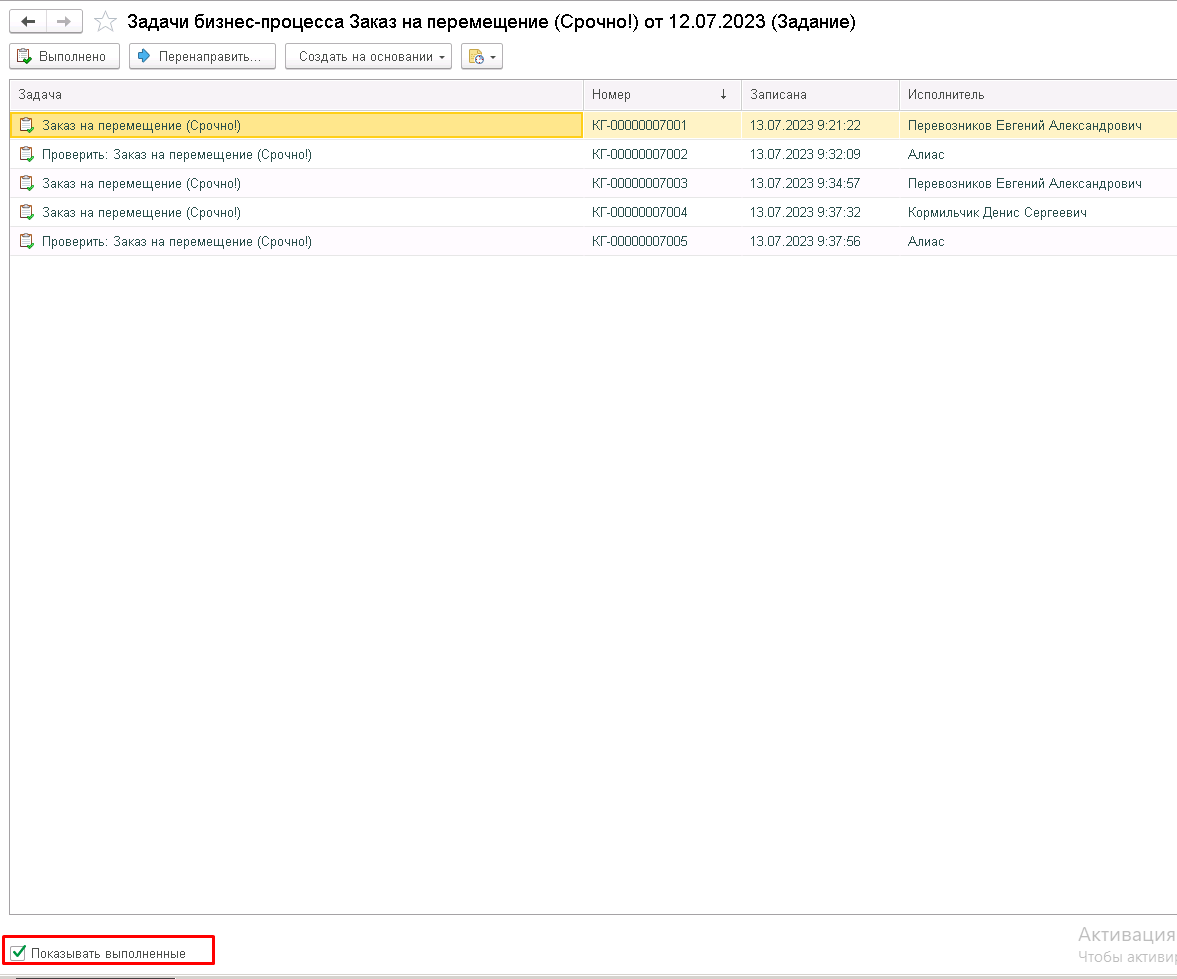 Задачи бизнес-процесса Заказ на перемещение (Срочно!) от 12.07.2023 (Задание)
Выполнено Перенаправить... Создать на основании
Задача Номер ↓ Записана Исполнитель
Заказ на перемещение (Срочно!) КГ-00000007001 13.07.2023 9:21:22 Перевозников Евгений Александрович
Проверить: Заказ на перемещение (Срочно!) КГ-00000007002 13.07.2023 9:32:09 Алиас
Заказ на перемещение (Срочно!) КГ-00000007003 13.07.2023 9:34:57 Перевозников Евгений Александрович
Заказ на перемещение (Срочно!) КГ-00000007004 13.07.2023 9:37:32 Кормильчик Денис Сергеевич
Проверить: Заказ на перемещение (Срочно!) КГ-00000007005 13.07.2023 9:37:56 Алиас
Активация
Чтобы активир
Показывать выполненные